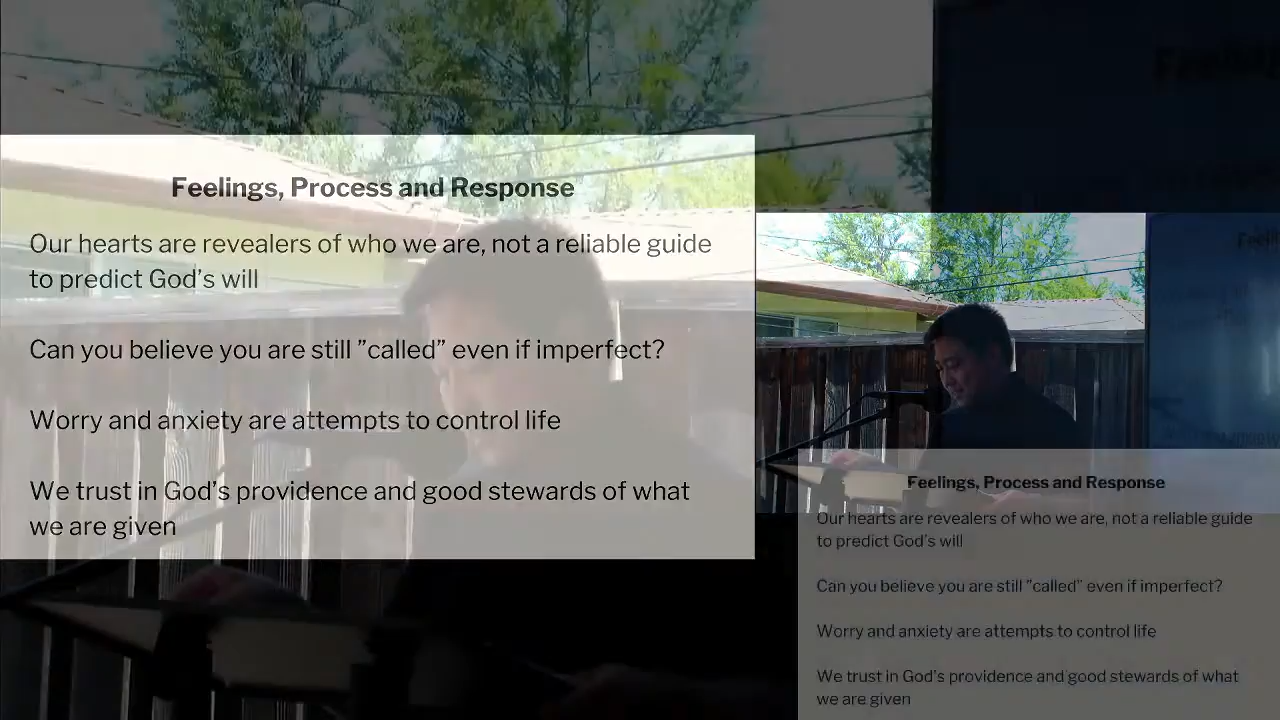 Feelings, Process and Response
Our hearts are revealers of who we are, not a reliable guide
to predict God's will
Can you believe you are still "called" even if imperfect?
Worry and anxiety are attempts to control life
We trust in God's providence and good stewards of what
we are given
Feelings, Process and Response
Our hearts are revealers of who we are, not a reliable guide
to predict God's will
Can you believe you are still "called" even if imperfect?
Worry and anxiety are attempts to control life
We trust in God's providence and good stewards of what
we are given